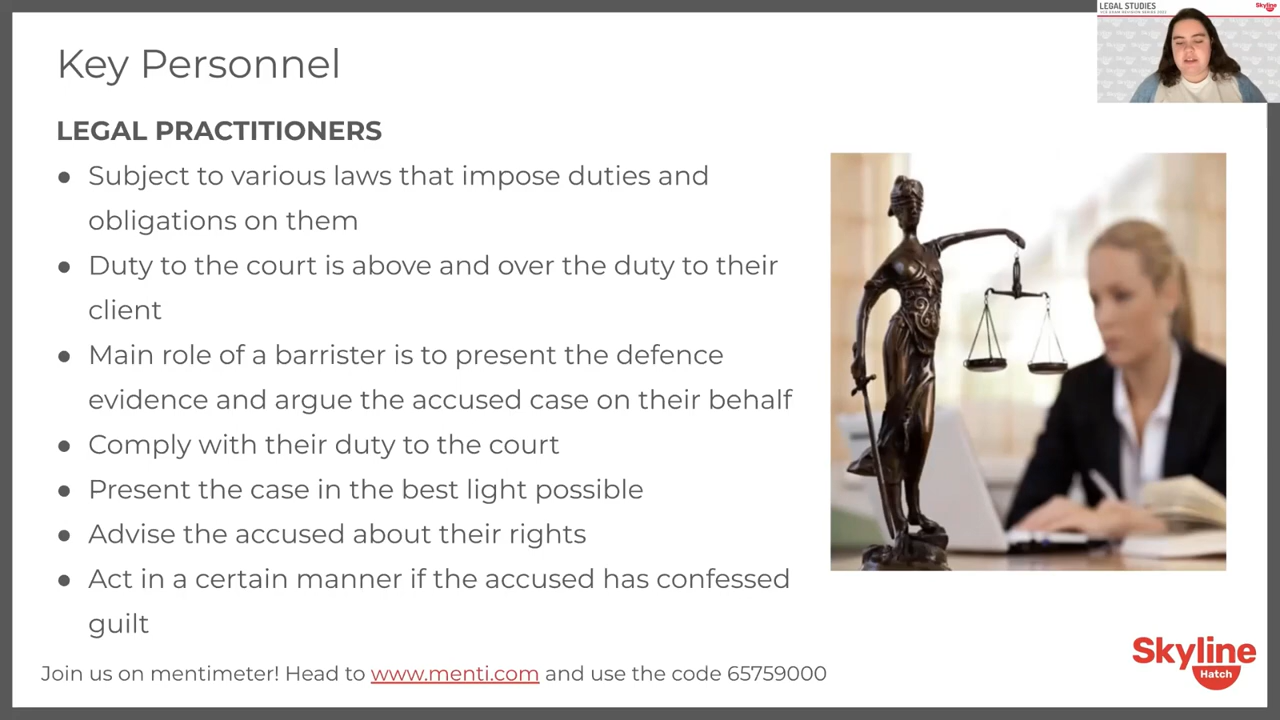 LEGAL STUDIES
Skyline
Key Personnel
LEGAL PRACTITIONERS
● Subject to various laws that impose duties and
obligations on them
● Duty to the court is above and over the duty to their
client
● Main role of a barrister is to present the defence
evidence and argue the accused case on their behalf
● Comply with their duty to the court
● Present the case in the best light possible
● Advise the accused about their rights
● Act in a certain manner if the accused has confessed
guilt
Join us on mentimeter! Head to www.menti.com and use the code 65759000
Skyline
Hatch